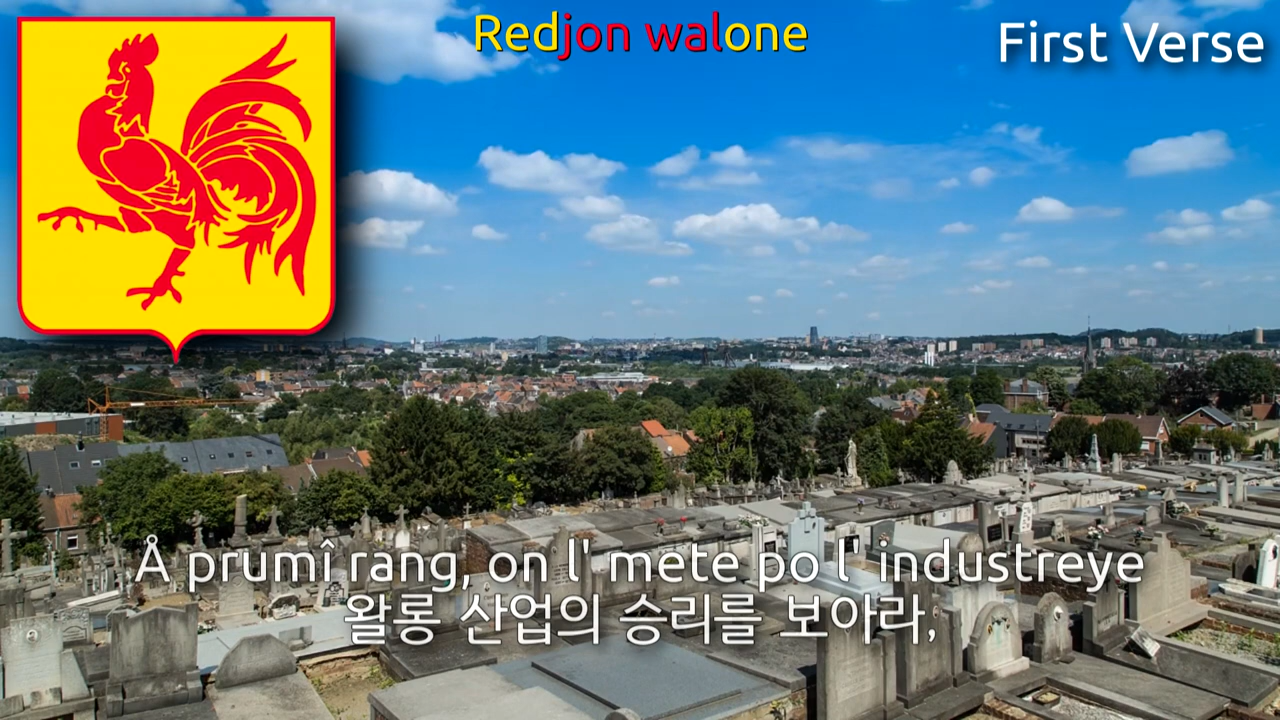 Redjon walone
First Verse
Å prumî rang, on l' mete po l' industreye
왈롱 산업의 승리를 보아라,